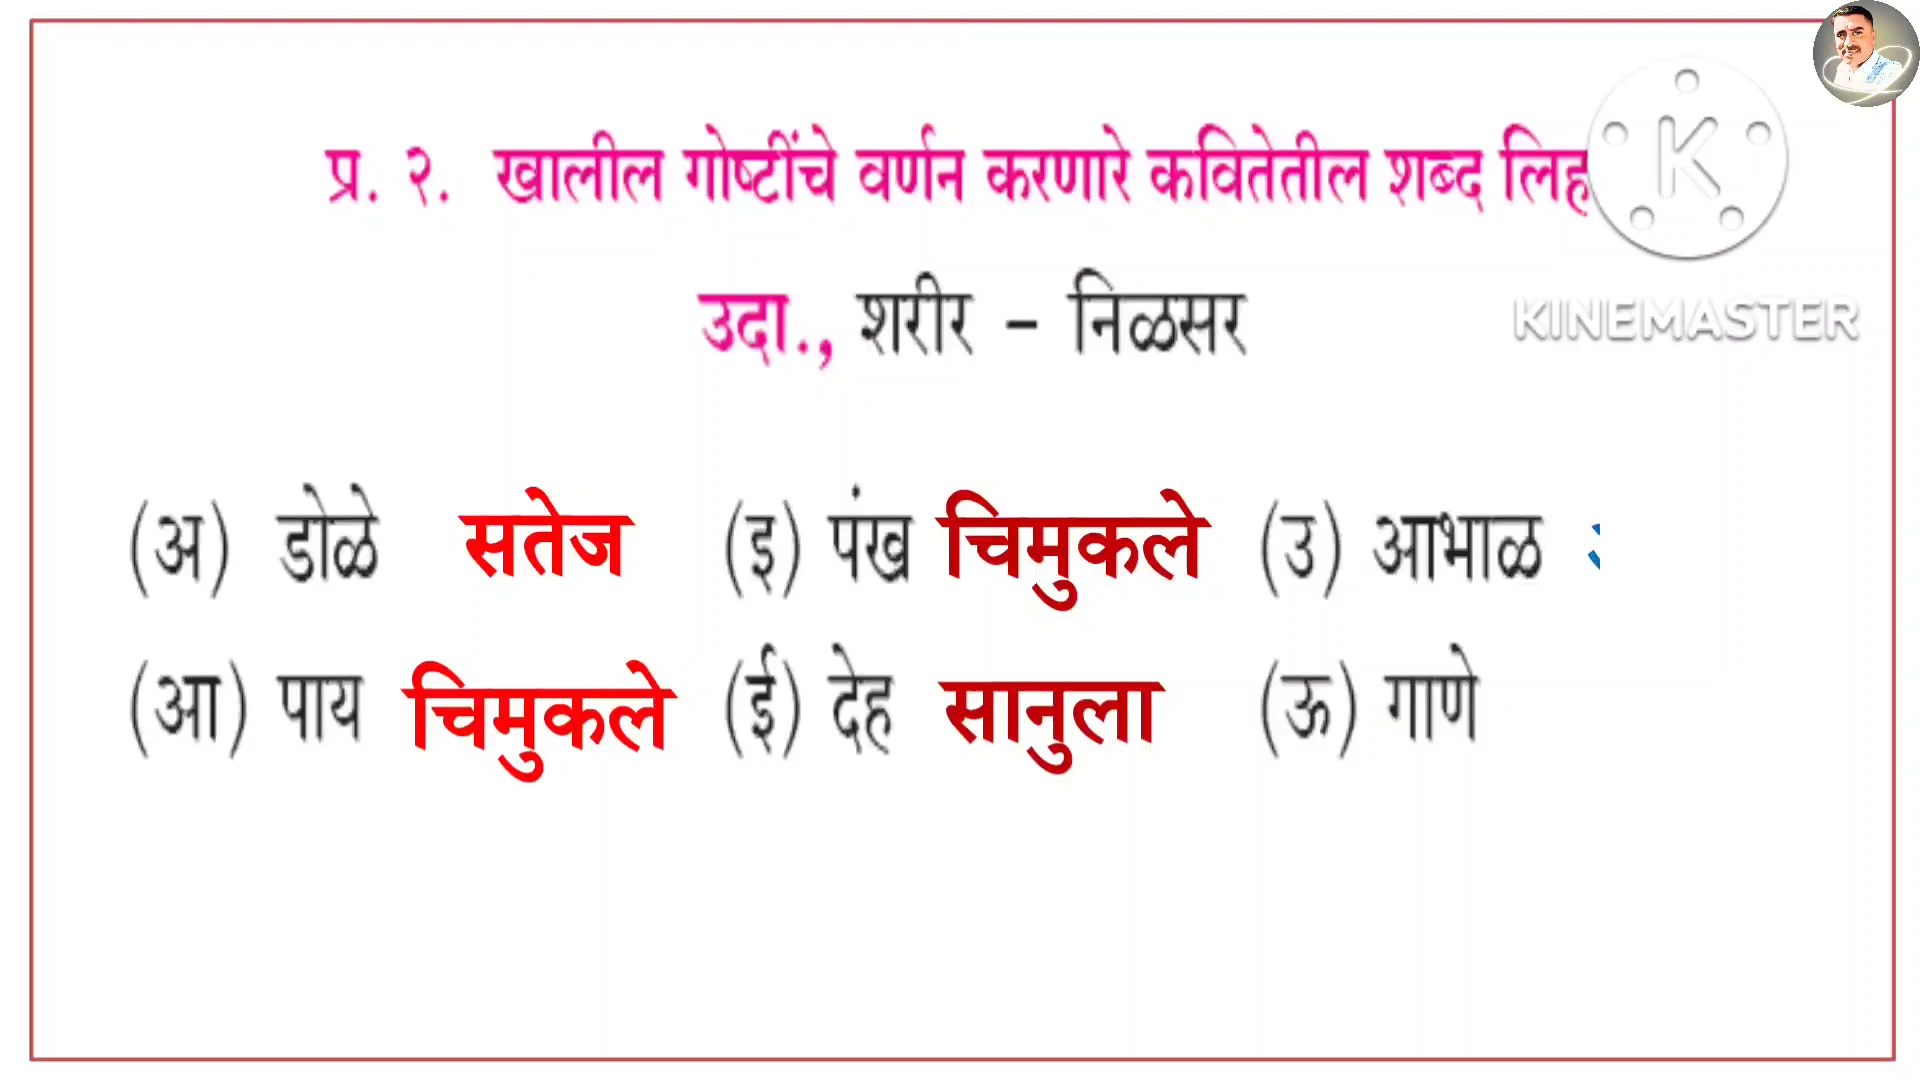 प्र. २. खालील गोष्टींचे वर्णन करणारे कवितेतील शब्द लिह
KINEMASTER
उदा., शरीर – निळसर
(अ) डोळे सतेज (इ) पंख चिमुकले (उ) आभाळ
(आ) पाय चिमुकले (ई) देह सानुला (ऊ) गाणे